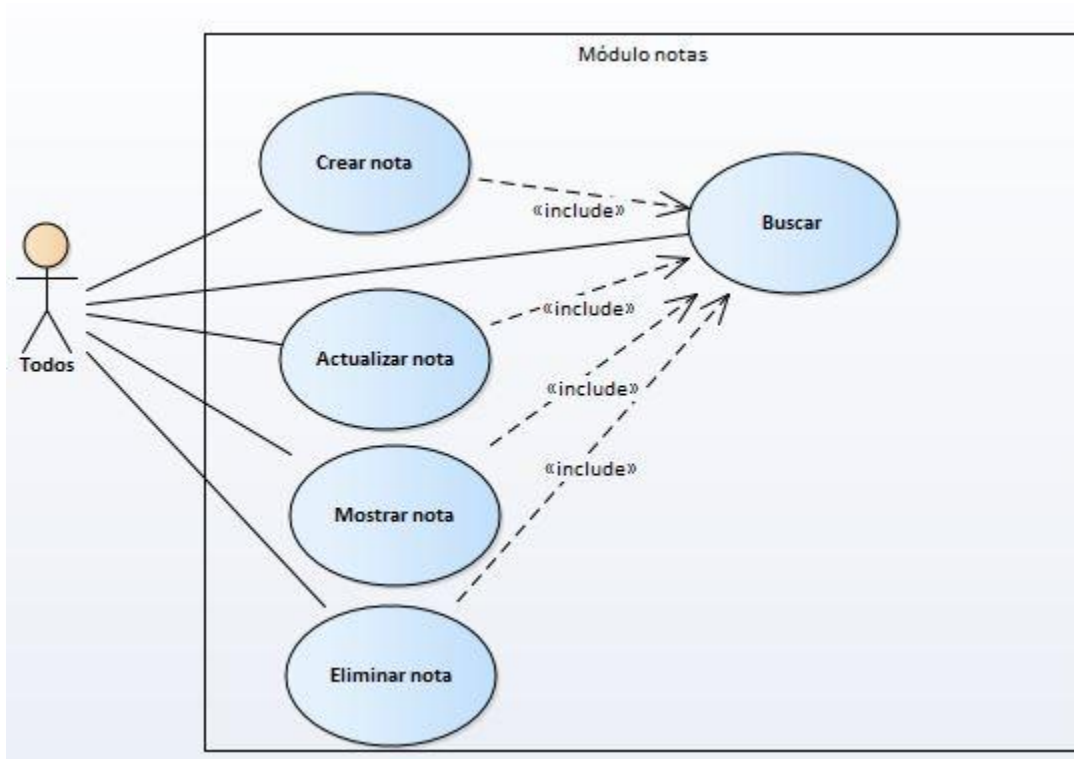 Módulo notas
Crear nota
«include»
Buscar
«include»
Todos
Actualizar nota
«include»
«include»
Mostrar nota
Eliminar nota